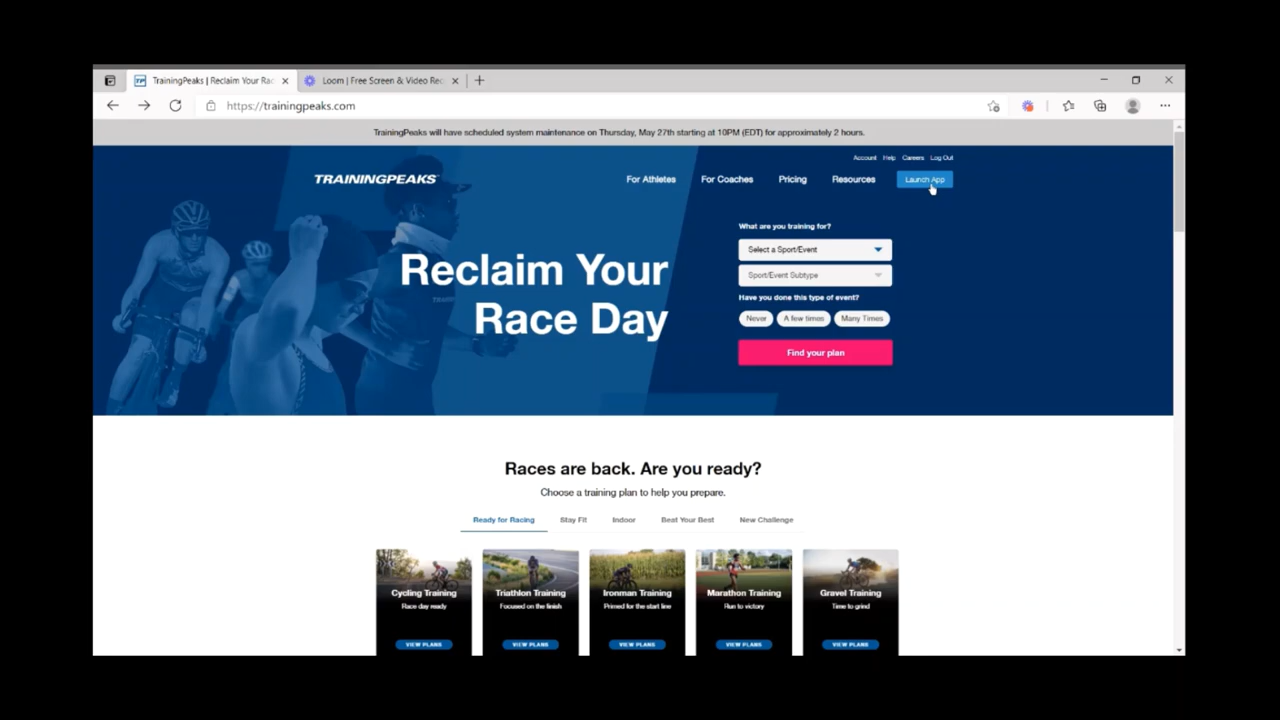 TrainingPeaks | Reclaim Your Rac
Loom | Free Screen & Video Rec
https://trainingpeaks.com
TrainingPeaks will have scheduled system maintenance on Thursday, May 27th starting at 10PM (EDT) for approximately 2 hours.
Account Help Careers Log Out
TRAININGPEAKS
For Athletes For Coaches Pricing Resources Launch App
Reclaim Your
Race Day
What are you training for?
Select a Sport/Event
Sport/Event Subtype
Have you done this type of event?
Never A few times Many Times
Find your plan
Races are back. Are you ready?
Choose a training plan to help you prepare.
Ready for Racing Stay Fit Indoor Beat Your Best New Challenge
Cycling Training
Race day ready
VIEW PLANS
Triathlon Training
Focused on the finish
VIEW PLANS
Ironman Training
Primed for the start line
VIEW PLANS
Marathon Training
Run to victory
VIEW PLANS
Gravel Training
Time to grind
VIEW PLANS